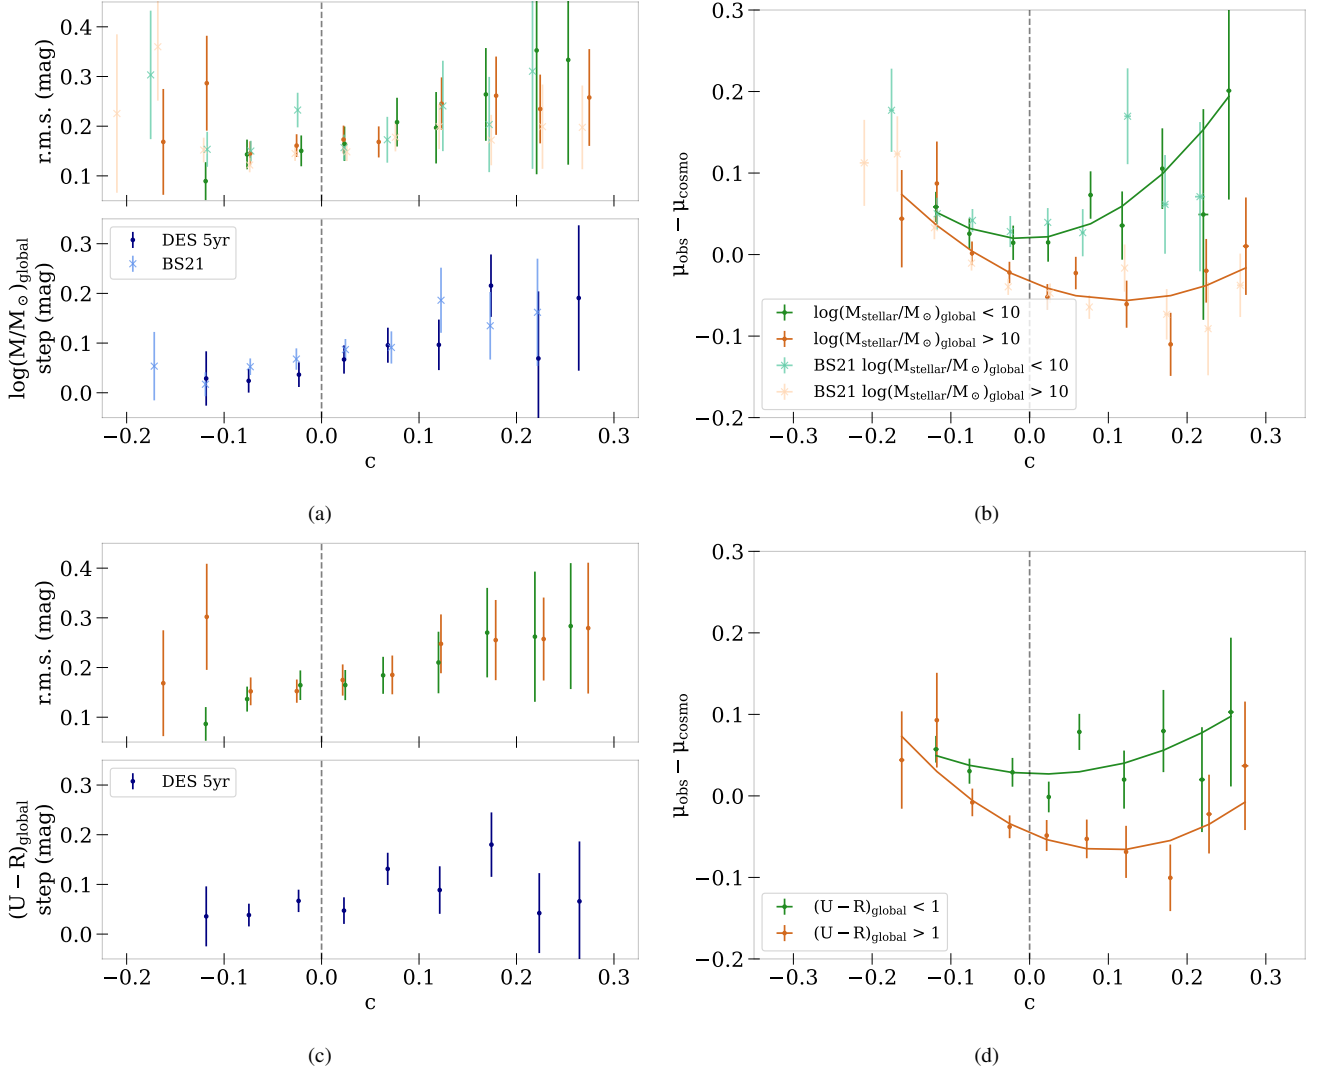 0.4
0.3
0.2
0.1
r.m.s. (mag)
0.3
0.2
0.1
0.0
log(M/M⊙)global
step (mag)
DES 5yr
BS21
−0.2 −0.1 0.0 0.1 0.2 0.3
c
(a)
0.3
0.2
0.1
0.0
−0.1
−0.2
μobs − μcosmo
log(Mstellar/M⊙)global < 10
log(Mstellar/M⊙)global > 10
BS21 log(Mstellar/M⊙)global < 10
BS21 log(Mstellar/M⊙)global > 10
−0.3 −0.2 −0.1 0.0 0.1 0.2 0.3
c
(b)
0.4
0.3
0.2
0.1
r.m.s. (mag)
0.3
0.2
0.1
0.0
(U − R)global
step (mag)
DES 5yr
−0.2 −0.1 0.0 0.1 0.2 0.3
c
(c)
0.3
0.2
0.1
0.0
−0.1
−0.2
μobs − μcosmo
(U − R)global < 1
(U − R)global > 1
−0.3 −0.2 −0.1 0.0 0.1 0.2 0.3
c
(d)